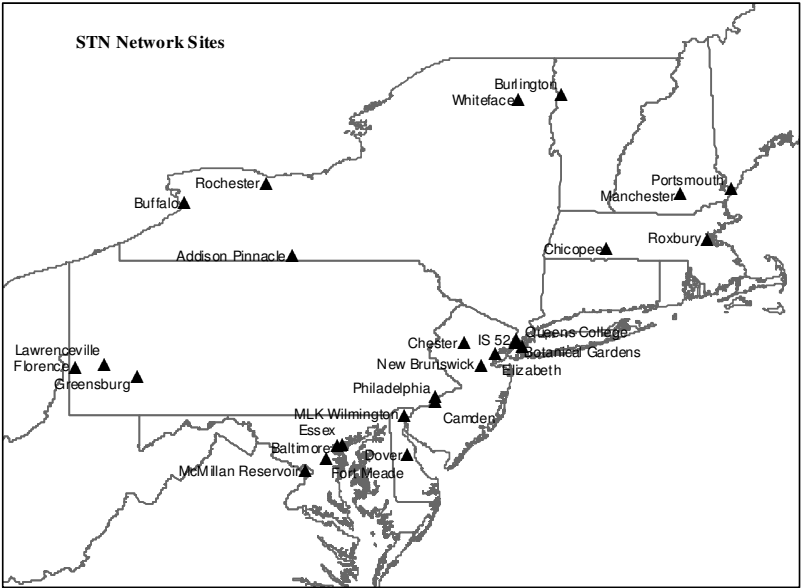 STN Network Sites
Burlington
Whiteface
Portsmouth
Rochester
Manchester
Buffalo
Roxbury
Chicopee
Addison Pinnacle
Queens College
IS 52
Chester
Lawrenceville
Botanical Gardens
Florence
New Brunswick
Elizabeth
Greensburg
Philadelphia
MLK Wilmington
Camden
Essex
Baltimore
Dover
McMillan Reservoir
Fort Meade